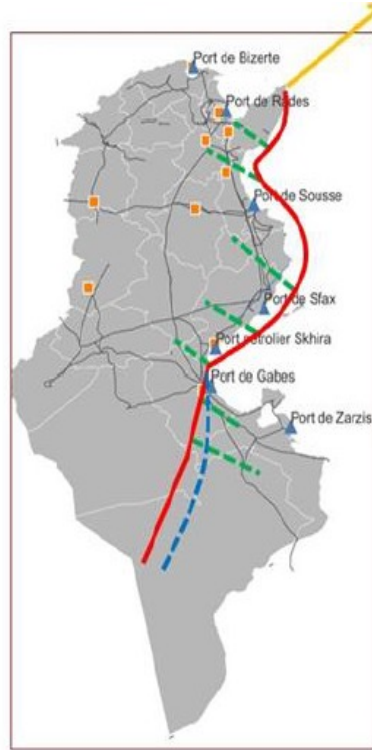 Port de Bizerte
Port de Rades
Port de Sousse
Port de Sfax
Port petrolier Skhira
Port de Gabes
Port de Zarzis